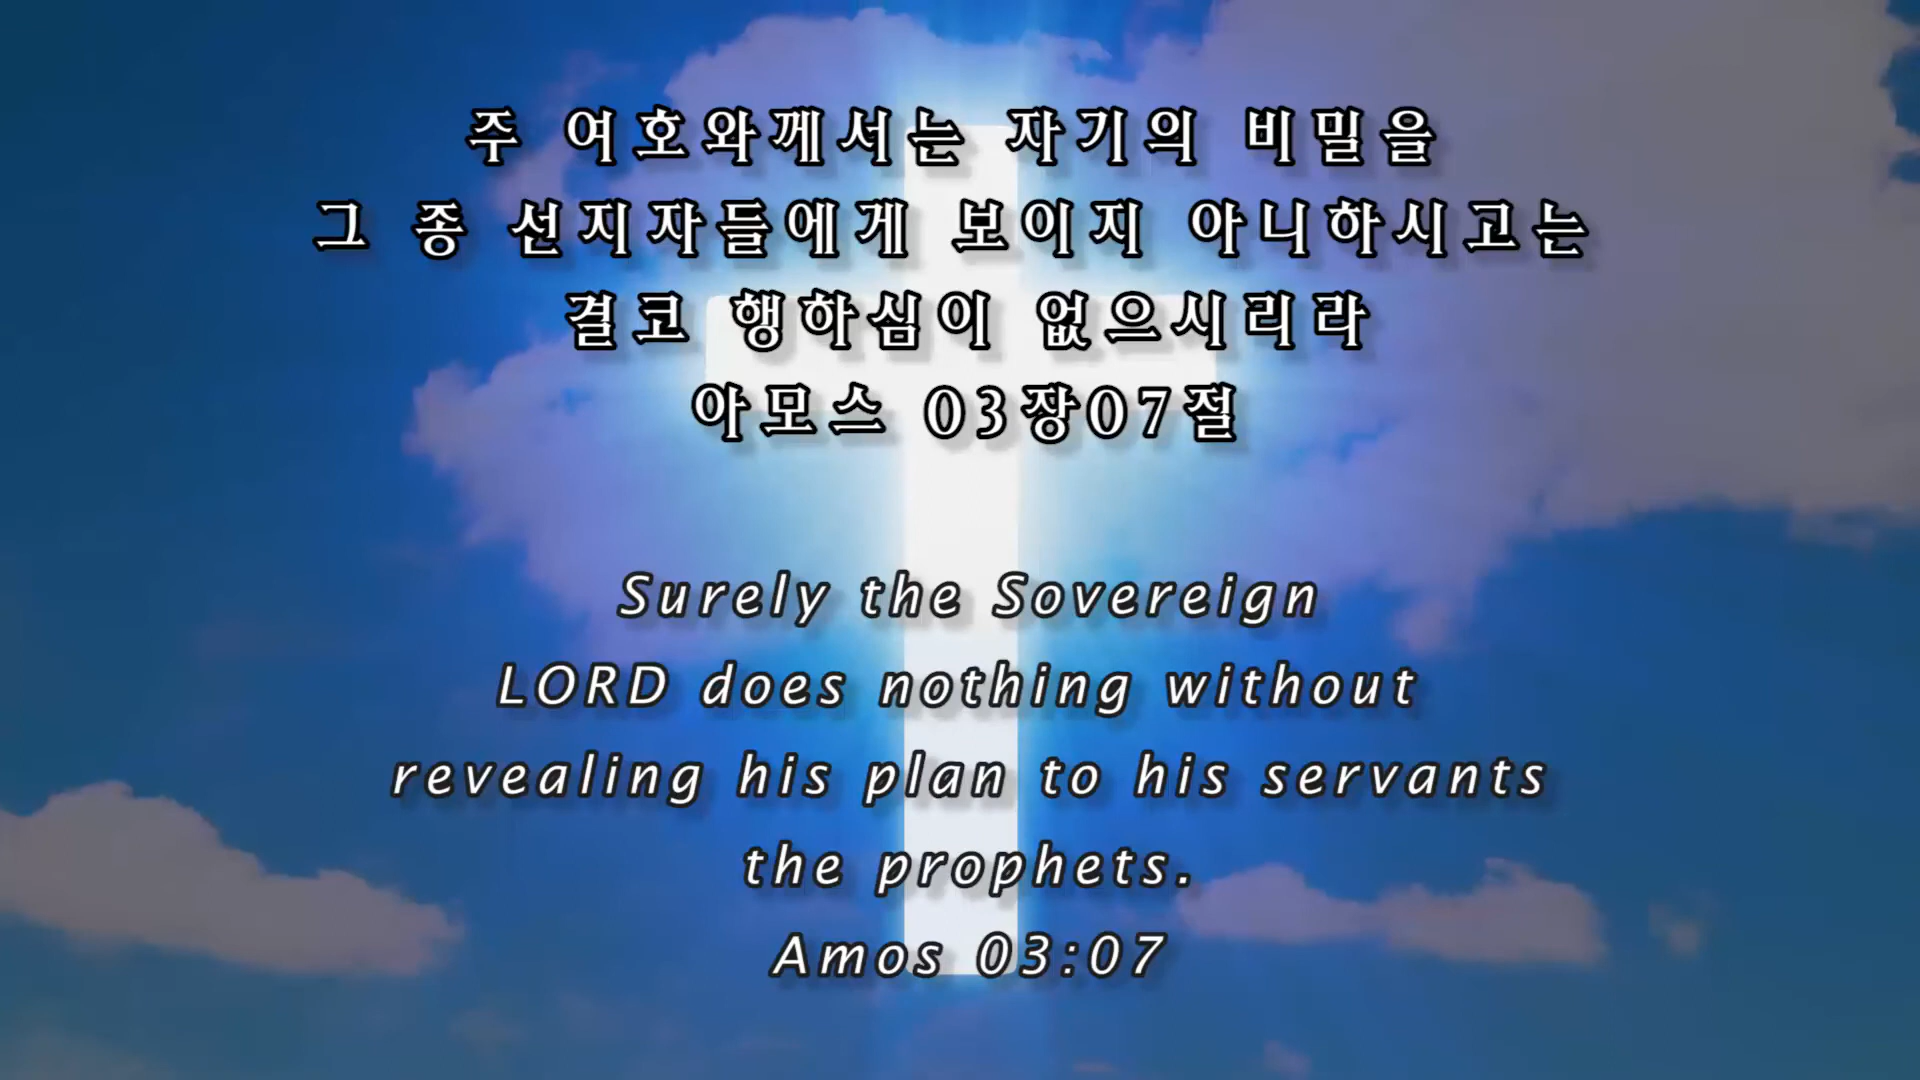 주 여호와께서는 자기의 비밀을
그 종 선지자들에게 보이지 아니하시고는
결코 행하심이 없으시리라
아모스 03장07절
Surely the Sovereign
LORD does nothing without
revealing his plan to his servants
the prophets.
Amos 03:07